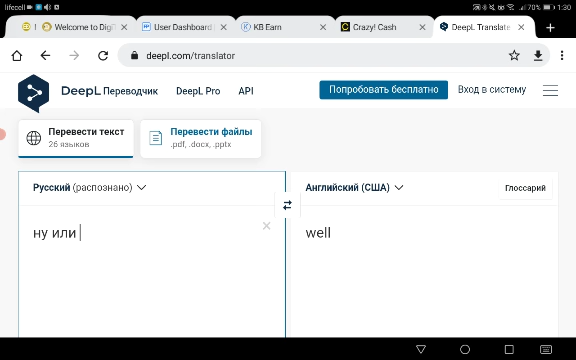 lifecell 70% 1:30
Welcome to Digi
User Dashboard
KB Earn
Crazy! Cash
DeepL Translate
deepl.com/translator
DeepL Переводчик DeepL Pro API Попробовать бесплатно Вход в систему
Перевести текст
26 языков
Перевести файлы
.pdf, .docx, .pptx
Русский (распознано) Английский (США) Глоссарий
ну или well